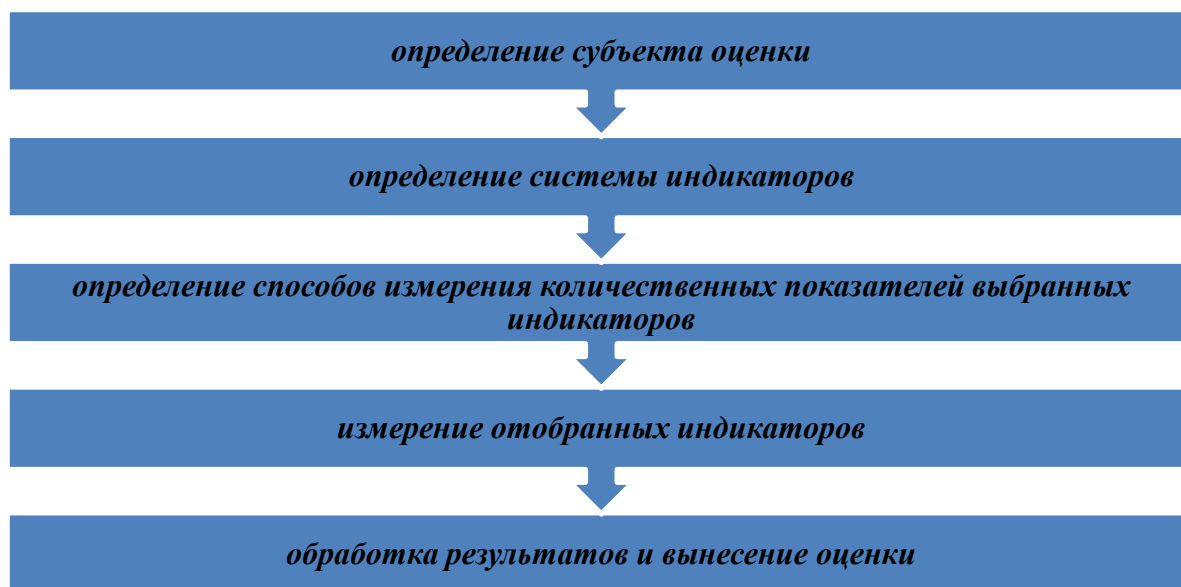 определение субъекта оценки
определение системы индикаторов
определение способов измерения количественных показателей выбранных
индикаторов
измерение отобранных индикаторов
обработка результатов и вынесение оценки